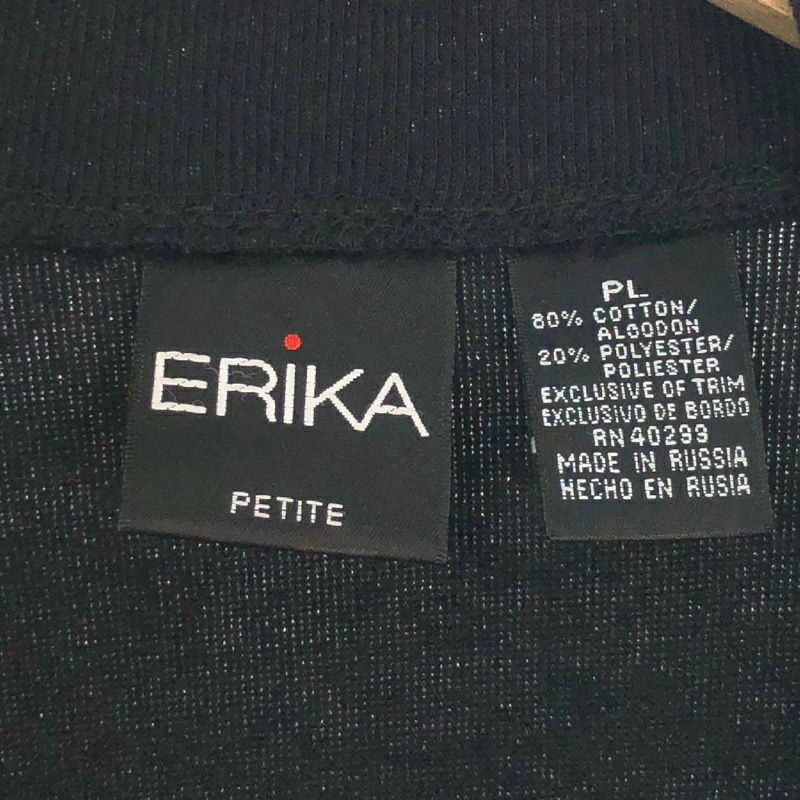 ERIKA
PETITE
PL
80% COTTON/
ALGODON
20% POLYESTER/
POLIESTER
EXCLUSIVE OF TRIM
EXCLUSIVO DE BORDO
RN 40299
MADE IN RUSSIA
HECHO EN RUSIA